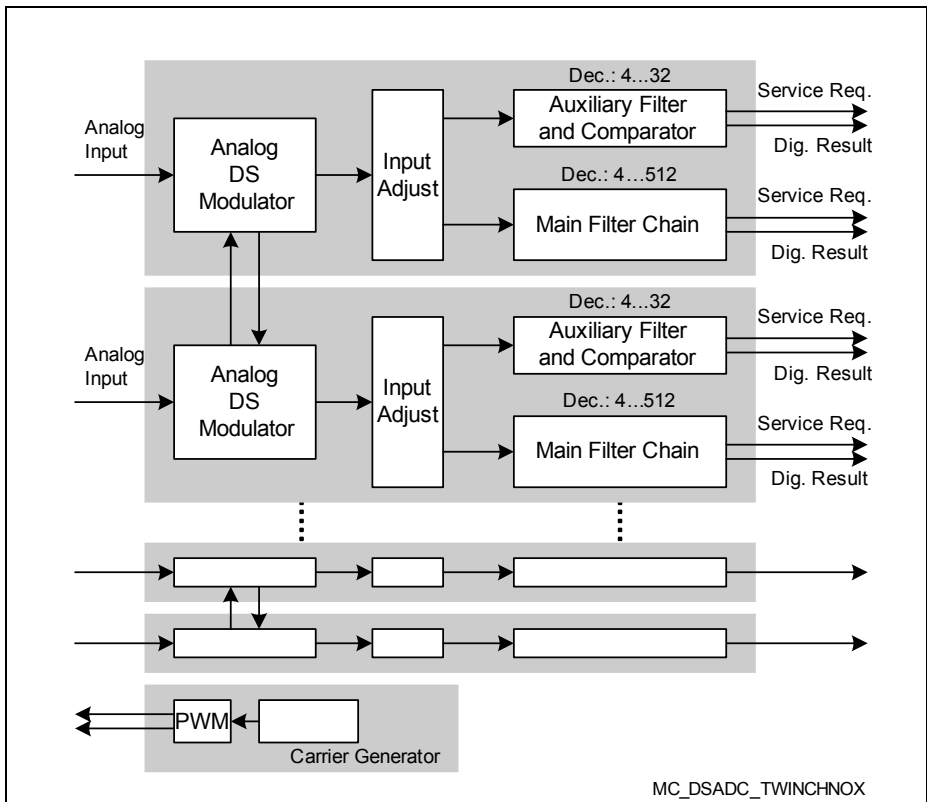 Dec.: 4...32
Service Req.
Analog
Input
Analog
DS
Modulator
Input
Adjust
Auxiliary Filter
and Comparator
Dig. Result
Dec.: 4...512
Service Req.
Main Filter Chain
Dig. Result
Dec.: 4...32
Service Req.
Analog
Input
Analog
DS
Modulator
Input
Adjust
Auxiliary Filter
and Comparator
Dig. Result
Dec.: 4...512
Service Req.
Main Filter Chain
Dig. Result
PWM
Carrier Generator
MC_DSADC_TWINCHNOX